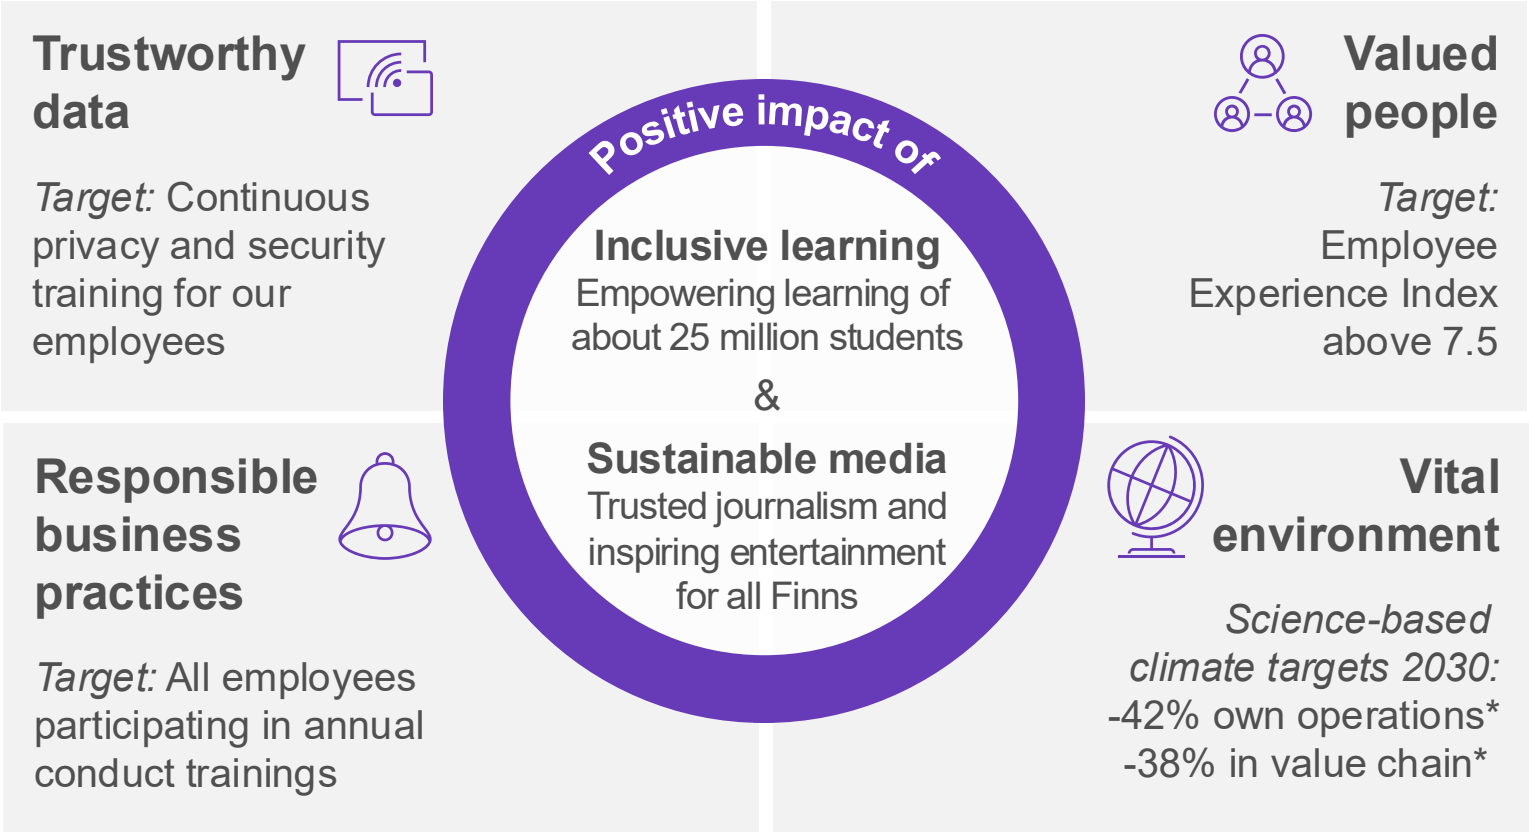 Trustworthy
data
Target: Continuous
privacy and security
training for our
employees
Valued
people
Target:
Employee
Experience Index
above 7.5
Positive impact of
Inclusive learning
Empowering learning of
about 25 million students
&
Sustainable media
Trusted journalism and
inspiring entertainment
for all Finns
Responsible
business
practices
Target: All employees
participating in annual
conduct trainings
Vital
environment
Science-based
climate targets 2030:
-42% own operations*
-38% in value chain*